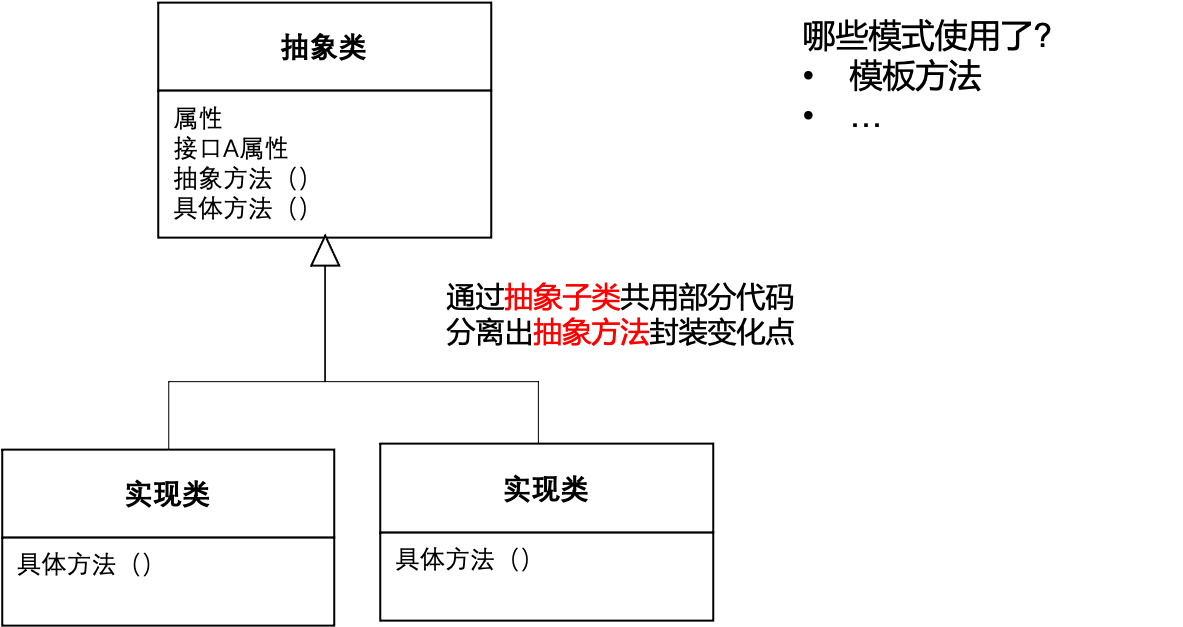 抽象类
属性
接口A属性
抽象方法（）
具体方法（）
哪些模式使用了?
• 模板方法
• …
通过抽象子类共用部分代码
分离出抽象方法封装变化点
实现类
具体方法（）
实现类
具体方法（）